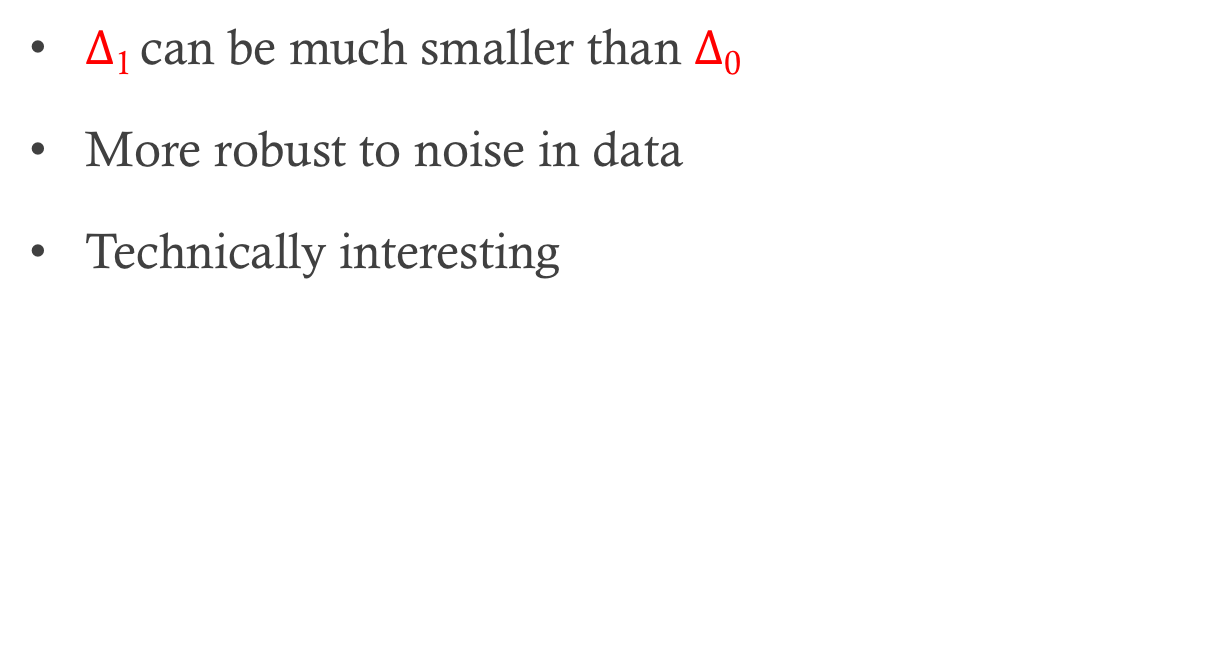 • Δ₁ can be much smaller than Δ₀
• More robust to noise in data
• Technically interesting